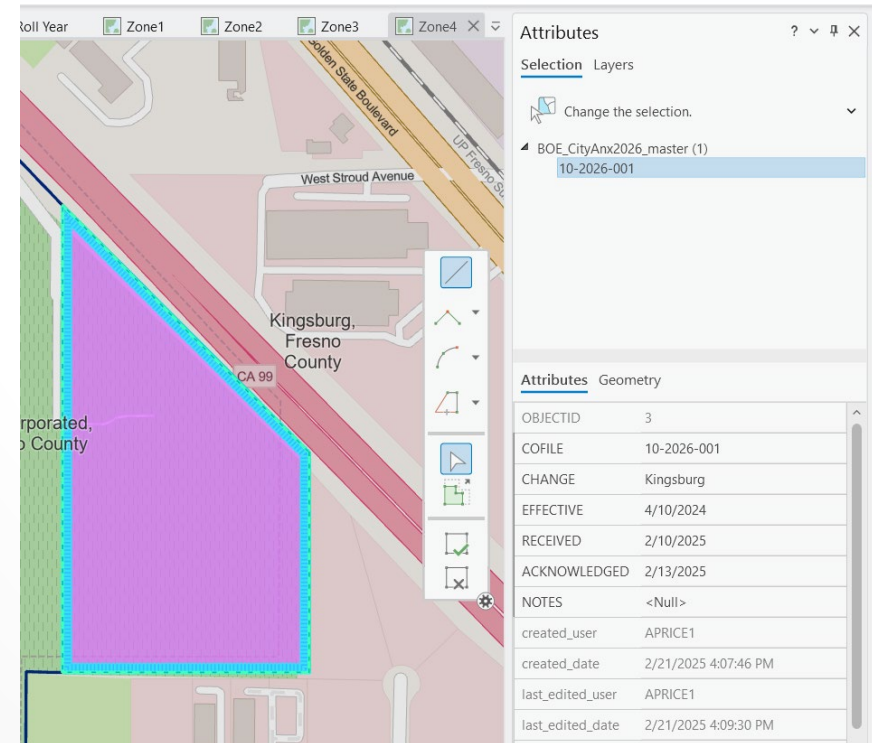 Roll Year Zone1 Zone2 Zone3 Zone4
Golden State Boulevard
UP Fresno Su
West Stroud Avenue
Kingsburg,
Fresno
County
CA 99
rporated,
o County
Attributes
Selection Layers
Change the selection.
BOE_CityAnx2026_master (1)
10-2026-001
Attributes Geometry
OBJECTID 3
COFILE 10-2026-001
CHANGE Kingsburg
EFFECTIVE 4/10/2024
RECEIVED 2/10/2025
ACKNOWLEDGED 2/13/2025
NOTES <Null>
created_user APRICE1
created_date 2/21/2025 4:07:46 PM
last_edited_user APRICE1
last_edited_date 2/21/2025 4:09:30 PM